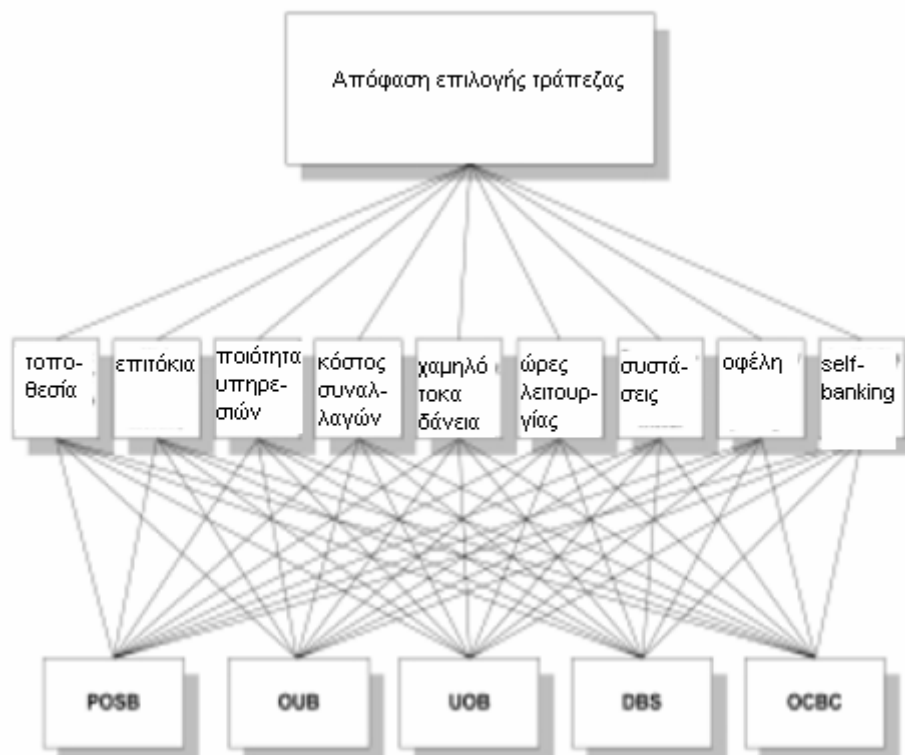 Απόφαση επιλογής τράπεζας
τοπο-
θεσία
επιτόκια
ποιότητα
υπηρε-
σιών
κόστος
συναλ-
λαγών
χαμηλό
τοκα
δάνεια
ώρες
λειτουρ-
γίας
συστά-
σεις
οφέλη
self-
banking
POSB
OUB
UOB
DBS
OCBC